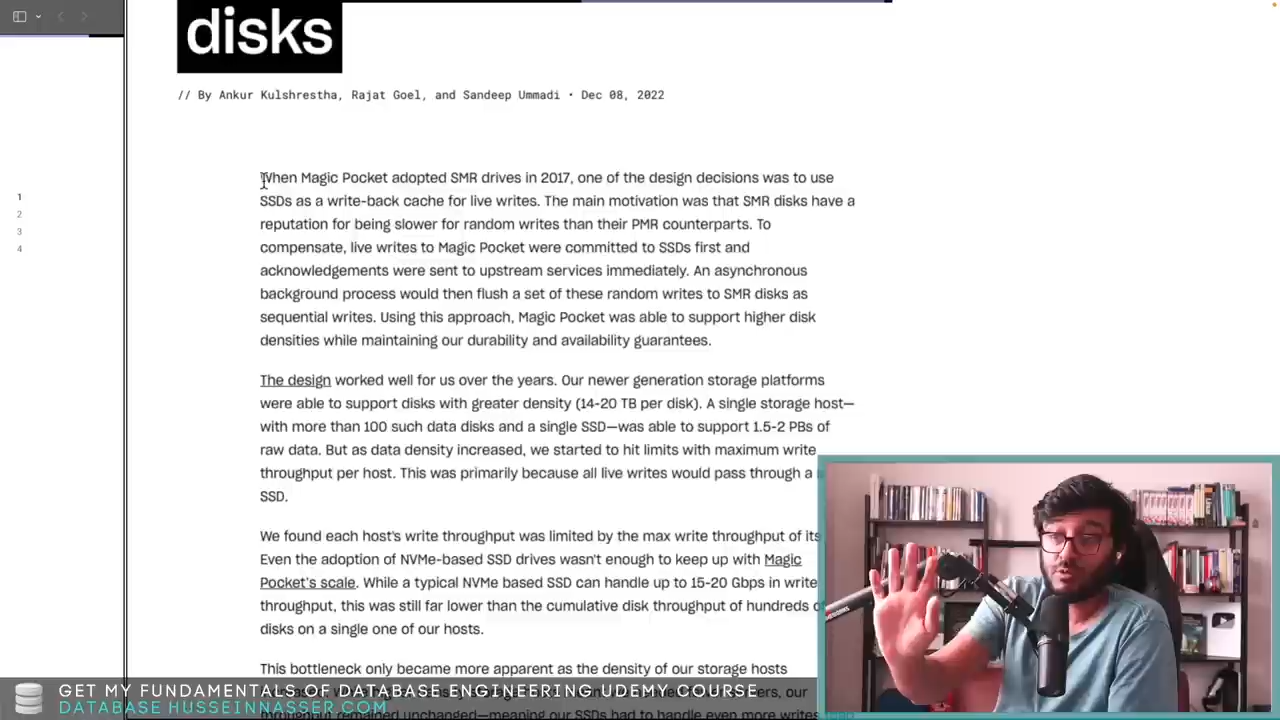 disks
// By Ankur Kulshrestha, Rajat Goel, and Sandeep Ummadi • Dec 08, 2022
When Magic Pocket adopted SMR drives in 2017, one of the design decisions was to use
SSDs as a write-back cache for live writes. The main motivation was that SMR disks have a
reputation for being slower for random writes than their PMR counterparts. To
compensate, live writes to Magic Pocket were committed to SSDs first and
acknowledgements were sent to upstream services immediately. An asynchronous
background process would then flush a set of these random writes to SMR disks as
sequential writes. Using this approach, Magic Pocket was able to support higher disk
densities while maintaining our durability and availability guarantees.
The design worked well for us over the years. Our newer generation storage platforms
were able to support disks with greater density (14-20 TB per disk). A single storage host—
with more than 100 such data disks and a single SSD—was able to support 1.5-2 PBs of
raw data. But as data density increased, we started to hit limits with maximum write
throughput per host. This was primarily because all live writes would pass through a
SSD.
We found each host's write throughput was limited by the max write throughput of its
Even the adoption of NVMe-based SSD drives wasn't enough to keep up with Magic
Pocket's scale. While a typical NVMe based SSD can handle up to 15-20 Gbps in write
throughput, this was still far lower than the cumulative disk throughput of hundreds
disks on a single one of our hosts.
This bottleneck only became more apparent as the density of our storage hosts
our
throughput remained unchanged—meaning our SSDs had to handle even more writes than
1
2
3
4
GET MY FUNDAMENTALS OF DATABASE ENGINEERING UDEMY COURSE
DATABASE.HUSSEINNASSER.COM